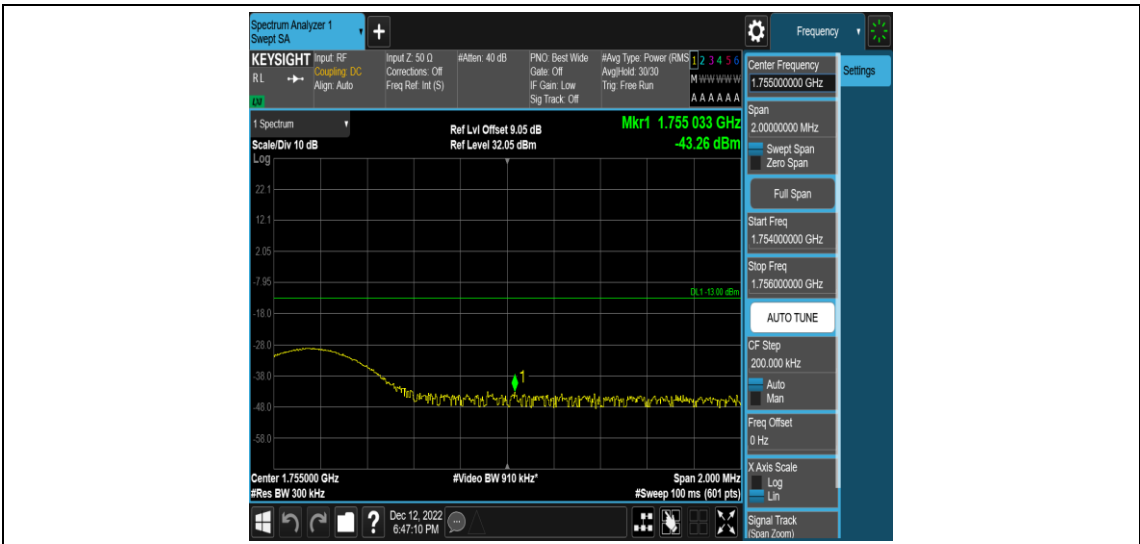 Spectrum Analyzer 1
Swept SA
+
Frequency
KEYSIGHT
RL
LXI
Input: RF
Coupling: DC
Align: Auto
Input Z: 50 Ω
Corrections: Off
Freq Ref: Int (S)
#Atten: 40 dB
PNO: Best Wide
Gate: Off
IF Gain: Low
Sig Track: Off
#Avg Type: Power (RMS
Avg|Hold: 30/30
Trig: Free Run
1 2 3 4 5 6
M W W W W W
A A A A A A
Center Frequency
1.755000000 GHz
Settings
Span
2.00000000 MHz
Swept Span
Zero Span
Full Span
Start Freq
1.754000000 GHz
Stop Freq
1.756000000 GHz
AUTO TUNE
CF Step
200.000 kHz
Auto
Man
Freq Offset
0 Hz
X Axis Scale
Log
Lin
Signal Track
(Span Zoom)
1 Spectrum
Scale/Div 10 dB
Log
Ref Lvl Offset 9.05 dB
Ref Level 32.05 dBm
Mkr1 1.755 033 GHz
-43.26 dBm
22.1
12.1
2.05
-7.95
DL1 -13.00 dBm
-18.0
-28.0
-38.0
1
-48.0
-58.0
Center 1.755000 GHz
#Video BW 910 kHz*
Span 2.000 MHz
#Res BW 300 kHz
#Sweep 100 ms (601 pts)
?
Dec 12, 2022
6:47:10 PM